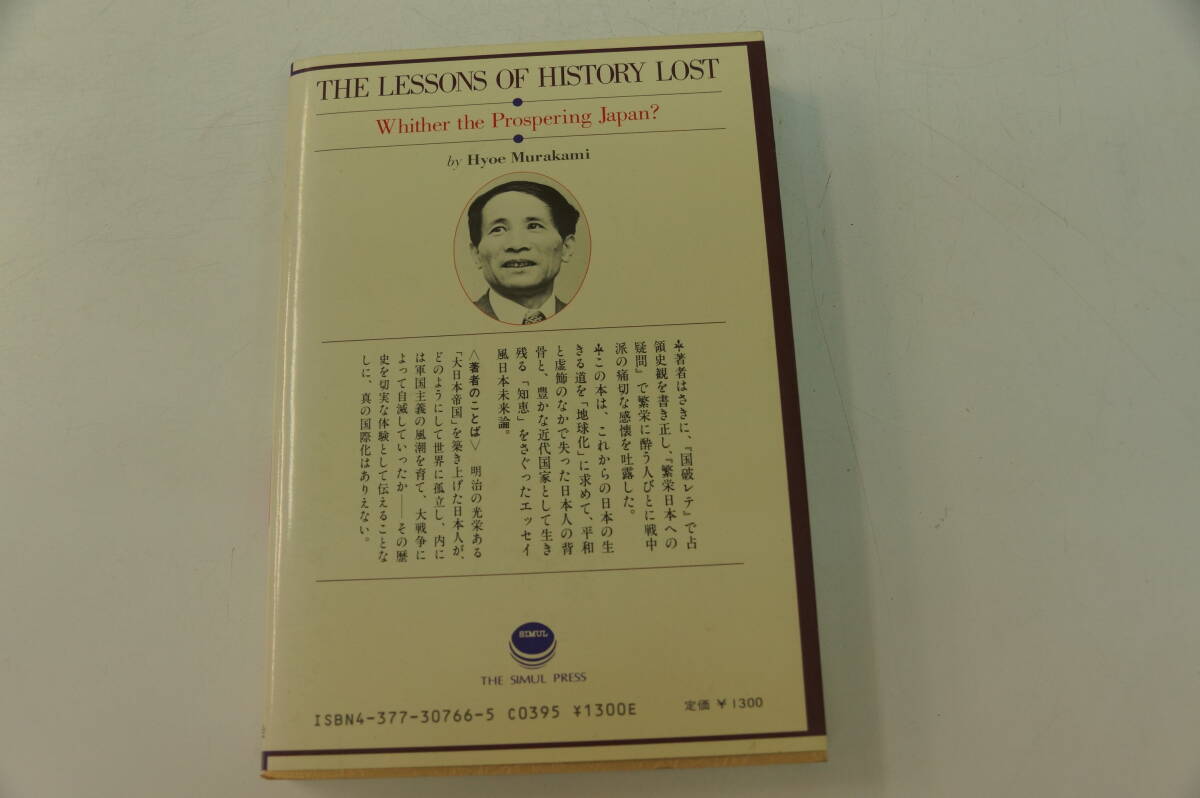 THE LESSONS OF HISTORY LOST
Whither the Prospering Japan?
by Hyoe Murakami
＊著者はさきに、『国破レテ』で占
領史観を書き正し、『繁栄日本への
疑問』で繁栄に酔う人びとに戦中
派の痛切な感懐を吐露した。
＊この本は、これからの日本の生
きる道を「地球化」に求めて、平和
と虚飾のなかで失った日本人の背
骨と、豊かな近代国家として生き
残る「知恵」をさぐったエッセイ
風日本未来論。
〈著者のことば〉 明治の光栄ある
「大日本帝国」を築き上げた日本人が、
どのようにして世界に孤立し、内に
は軍国主義の風潮を育て、大戦争に
よって自滅していったか——その歴
史を切実な体験として伝えることな
しに、真の国際化はありえない。
SIMUL
THE SIMUL PRESS
ISBN4-377-30766-5 C0395 ¥1300E
定価 ¥1300